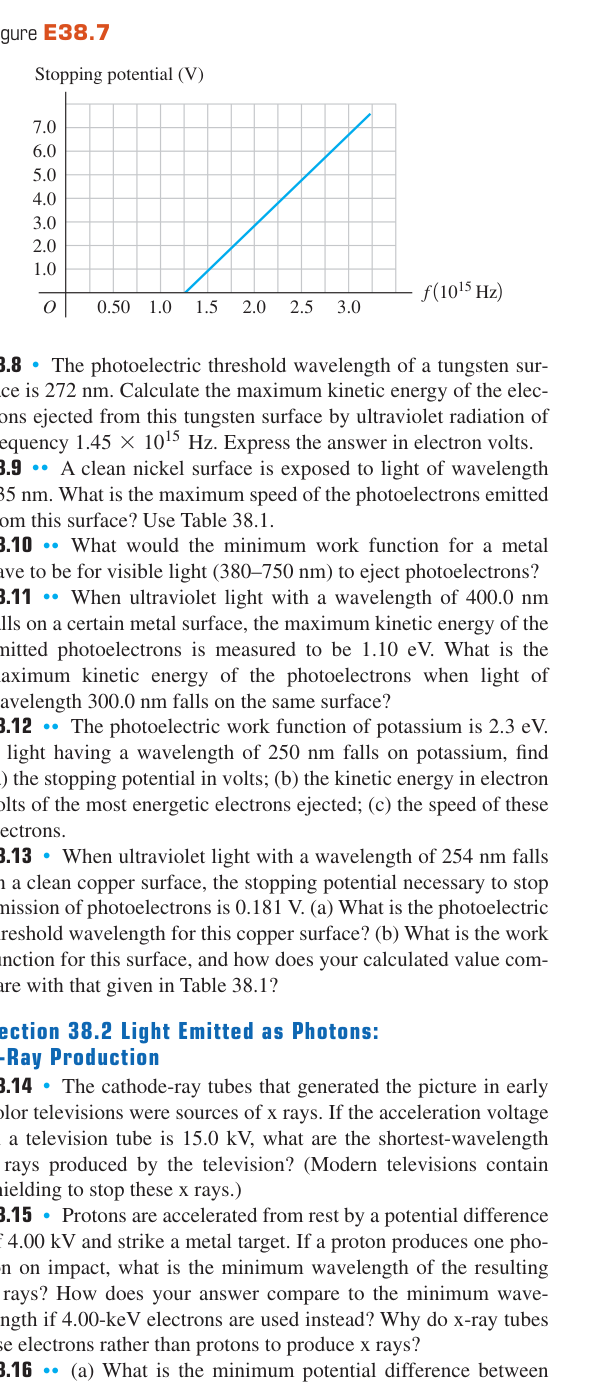 gure E38.7
Stopping potential (V)
7.0
6.0
5.0
4.0
3.0
2.0
1.0
O 0.50 1.0 1.5 2.0 2.5 3.0
f(10¹⁵ Hz)
8.8 • The photoelectric threshold wavelength of a tungsten sur-
ce is 272 nm. Calculate the maximum kinetic energy of the elec-
ons ejected from this tungsten surface by ultraviolet radiation of
equency 1.45 × 10¹⁵ Hz. Express the answer in electron volts.
8.9 •• A clean nickel surface is exposed to light of wavelength
35 nm. What is the maximum speed of the photoelectrons emitted
om this surface? Use Table 38.1.
8.10 •• What would the minimum work function for a metal
ave to be for visible light (380–750 nm) to eject photoelectrons?
8.11 •• When ultraviolet light with a wavelength of 400.0 nm
lls on a certain metal surface, the maximum kinetic energy of the
mitted photoelectrons is measured to be 1.10 eV. What is the
aximum kinetic energy of the photoelectrons when light of
avelength 300.0 nm falls on the same surface?
8.12 •• The photoelectric work function of potassium is 2.3 eV.
light having a wavelength of 250 nm falls on potassium, find
) the stopping potential in volts; (b) the kinetic energy in electron
olts of the most energetic electrons ejected; (c) the speed of these
ectrons.
8.13 • When ultraviolet light with a wavelength of 254 nm falls
n a clean copper surface, the stopping potential necessary to stop
mission of photoelectrons is 0.181 V. (a) What is the photoelectric
reshold wavelength for this copper surface? (b) What is the work
unction for this surface, and how does your calculated value com-
are with that given in Table 38.1?
ection 38.2 Light Emitted as Photons:
-Ray Production
8.14 • The cathode-ray tubes that generated the picture in early
olor televisions were sources of x rays. If the acceleration voltage
a television tube is 15.0 kV, what are the shortest-wavelength
rays produced by the television? (Modern televisions contain
hielding to stop these x rays.)
8.15 • Protons are accelerated from rest by a potential difference
f 4.00 kV and strike a metal target. If a proton produces one pho-
on on impact, what is the minimum wavelength of the resulting
rays? How does your answer compare to the minimum wave-
ngth if 4.00-keV electrons are used instead? Why do x-ray tubes
se electrons rather than protons to produce x rays?
8.16 •• (a) What is the minimum potential difference between